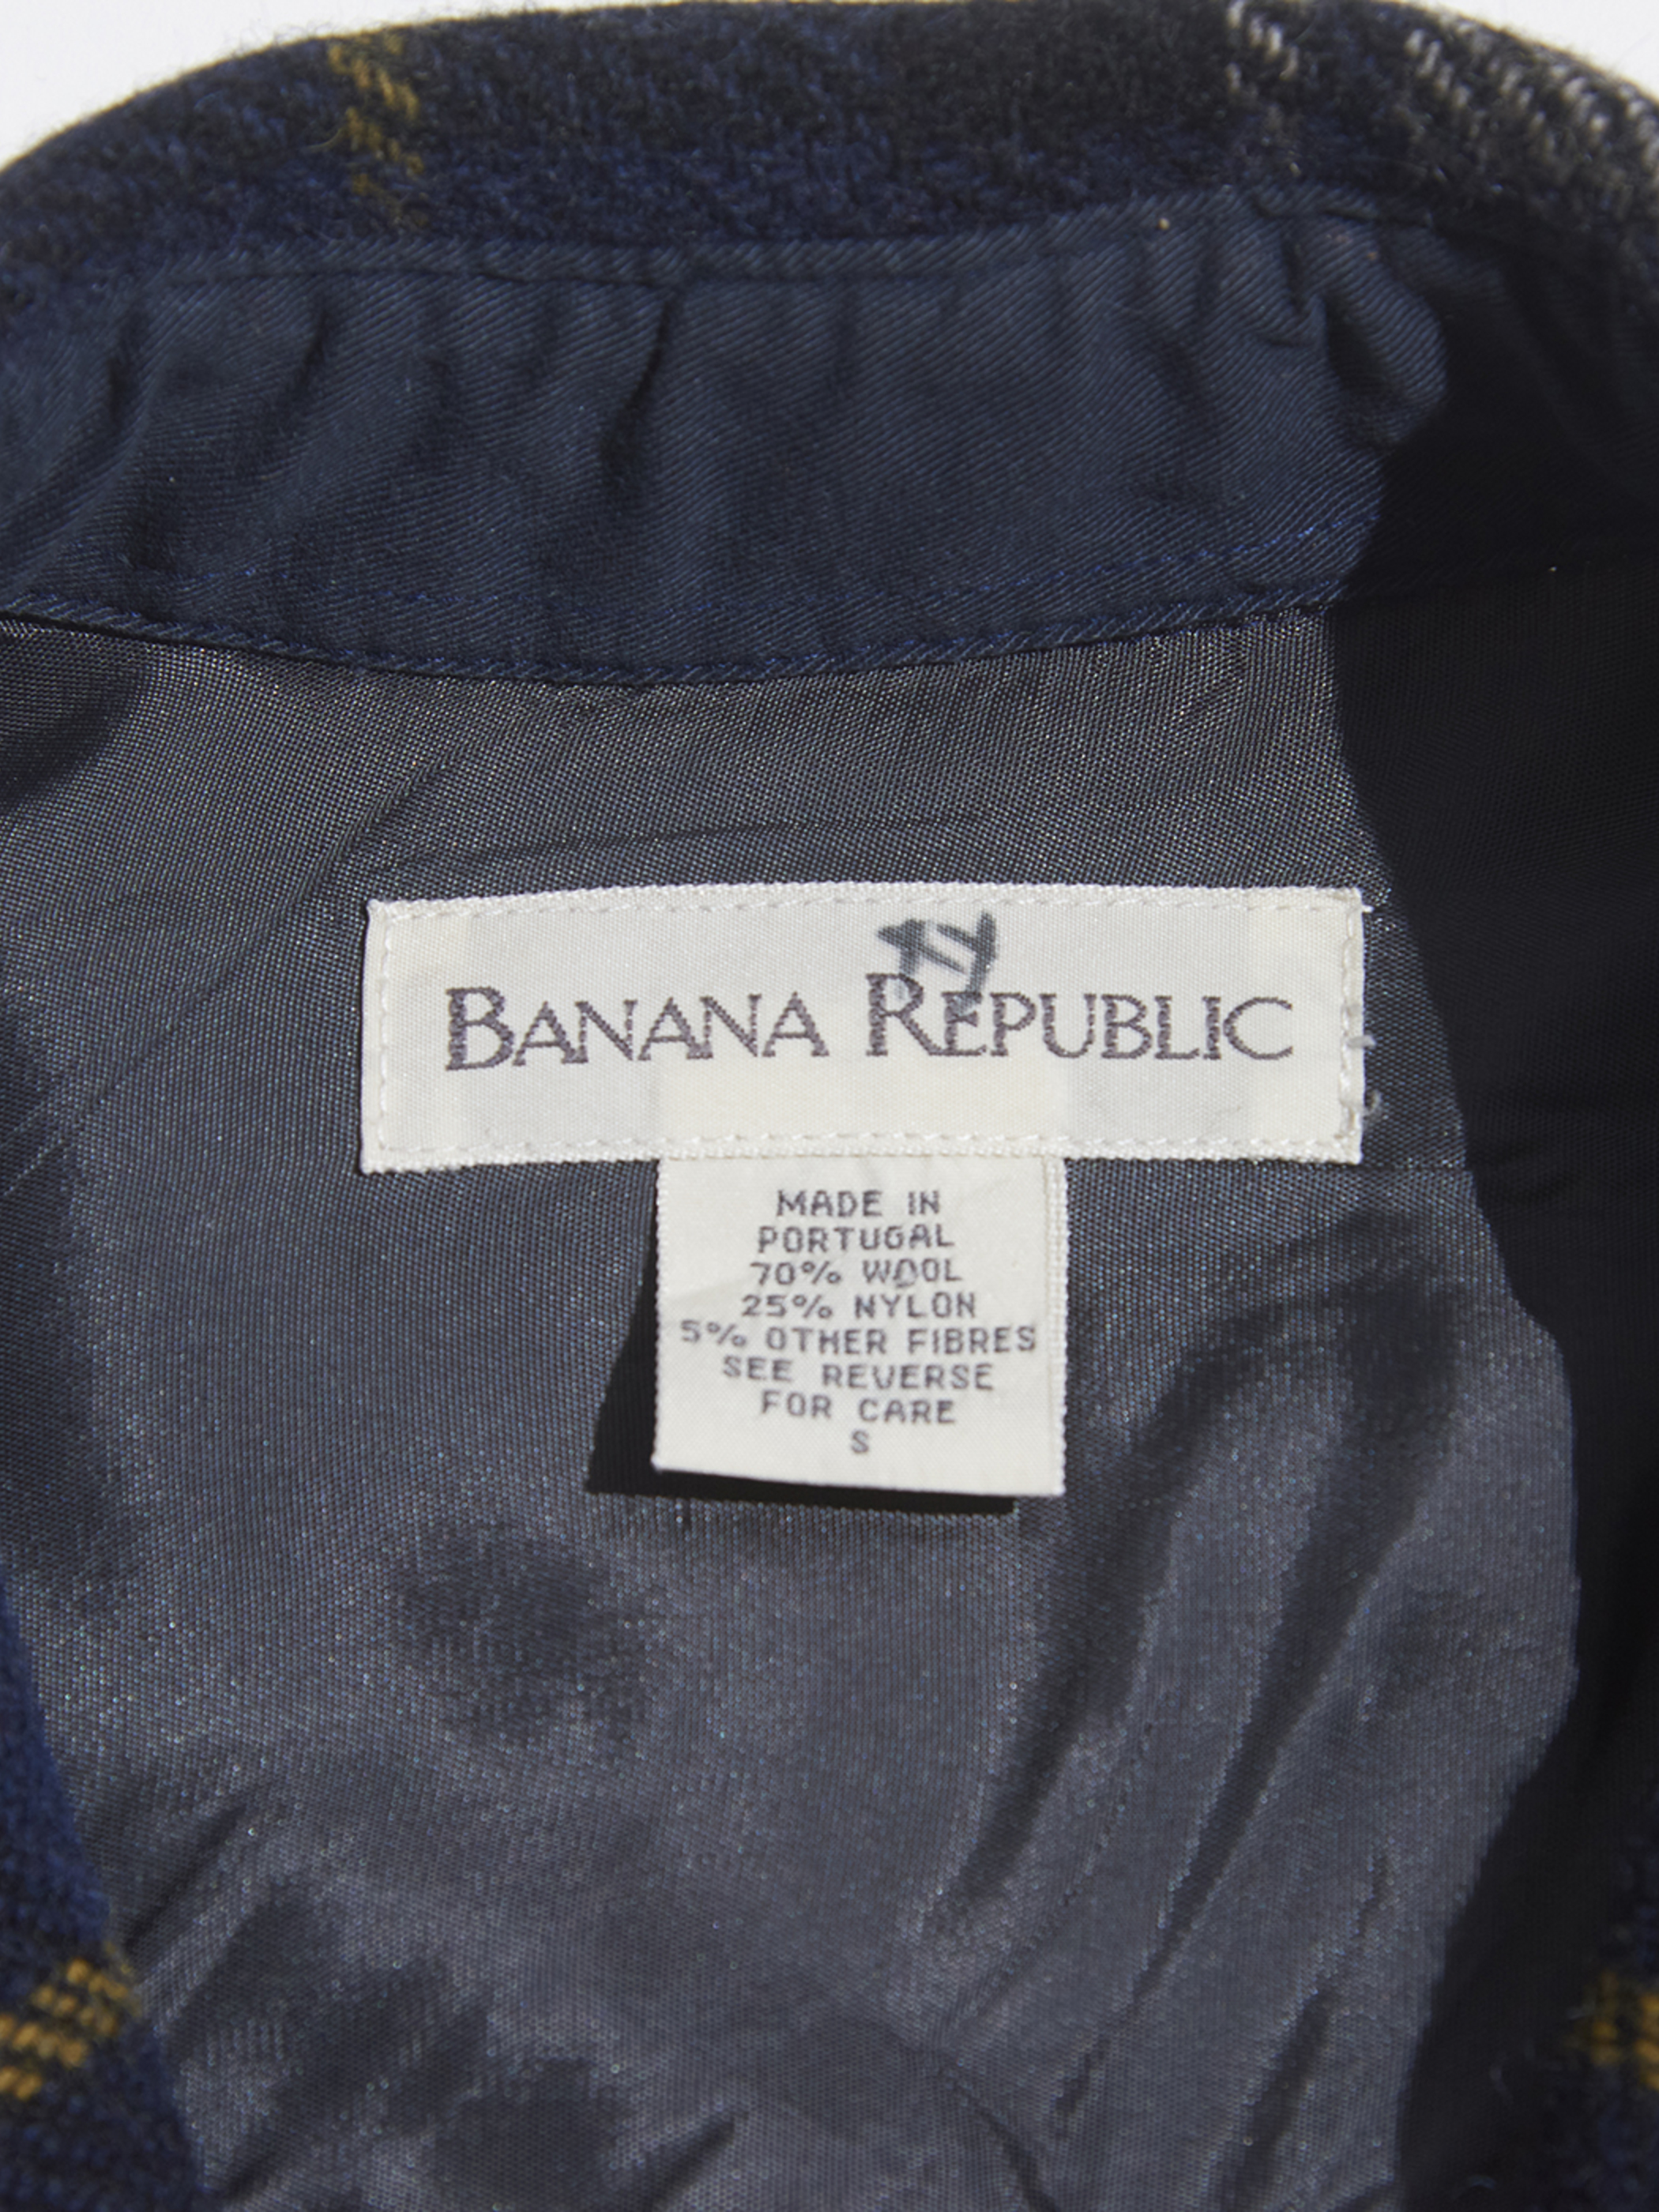 BANANA REPUBLIC
MADE IN
PORTUGAL
70% WOOL
25% NYLON
5% OTHER FIBRES
SEE REVERSE
FOR CARE
S